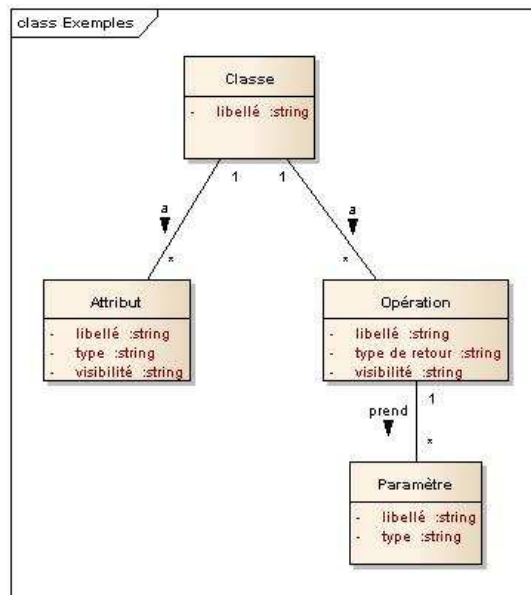 class Exemples
Classe
- libellé :string
1 1
a a
* *
Attribut
- libellé :string
- type :string
- visibilité :string
Opération
- libellé :string
- type de retour :string
- visibilité :string
1
prend
*
Paramètre
- libellé :string
- type :string